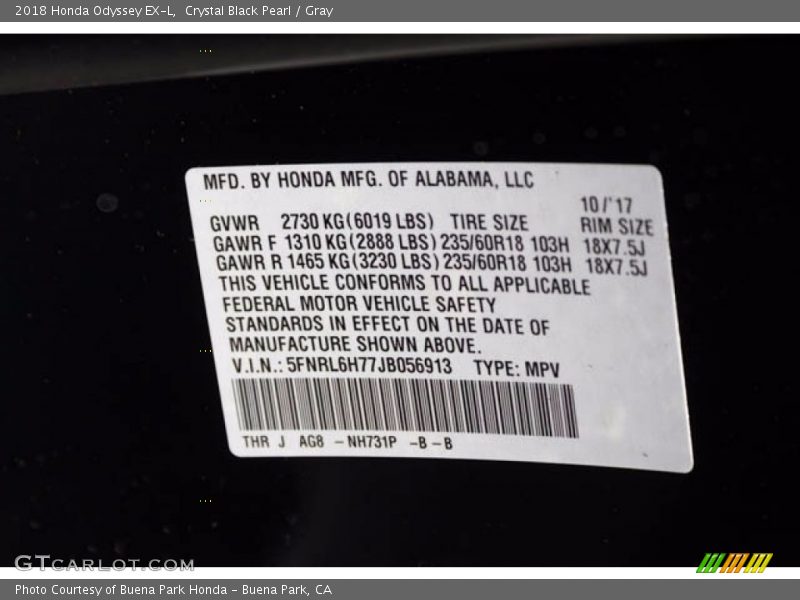 2018 Honda Odyssey EX-L, Crystal Black Pearl / Gray
MFD. BY HONDA MFG. OF ALABAMA, LLC
10/'17
GVWR 2730 KG(6019 LBS) TIRE SIZE RIM SIZE
GAWR F 1310 KG(2888 LBS) 235/60R18 103H 18X7.5J
GAWR R 1465 KG(3230 LBS) 235/60R18 103H 18X7.5J
THIS VEHICLE CONFORMS TO ALL APPLICABLE
FEDERAL MOTOR VEHICLE SAFETY
STANDARDS IN EFFECT ON THE DATE OF
MANUFACTURE SHOWN ABOVE.
V.I.N.: 5FNRL6H77JB056913 TYPE: MPV
THR J AG8 -NH731P -B-B
GTCARLOT.COM
Photo Courtesy of Buena Park Honda - Buena Park, CA